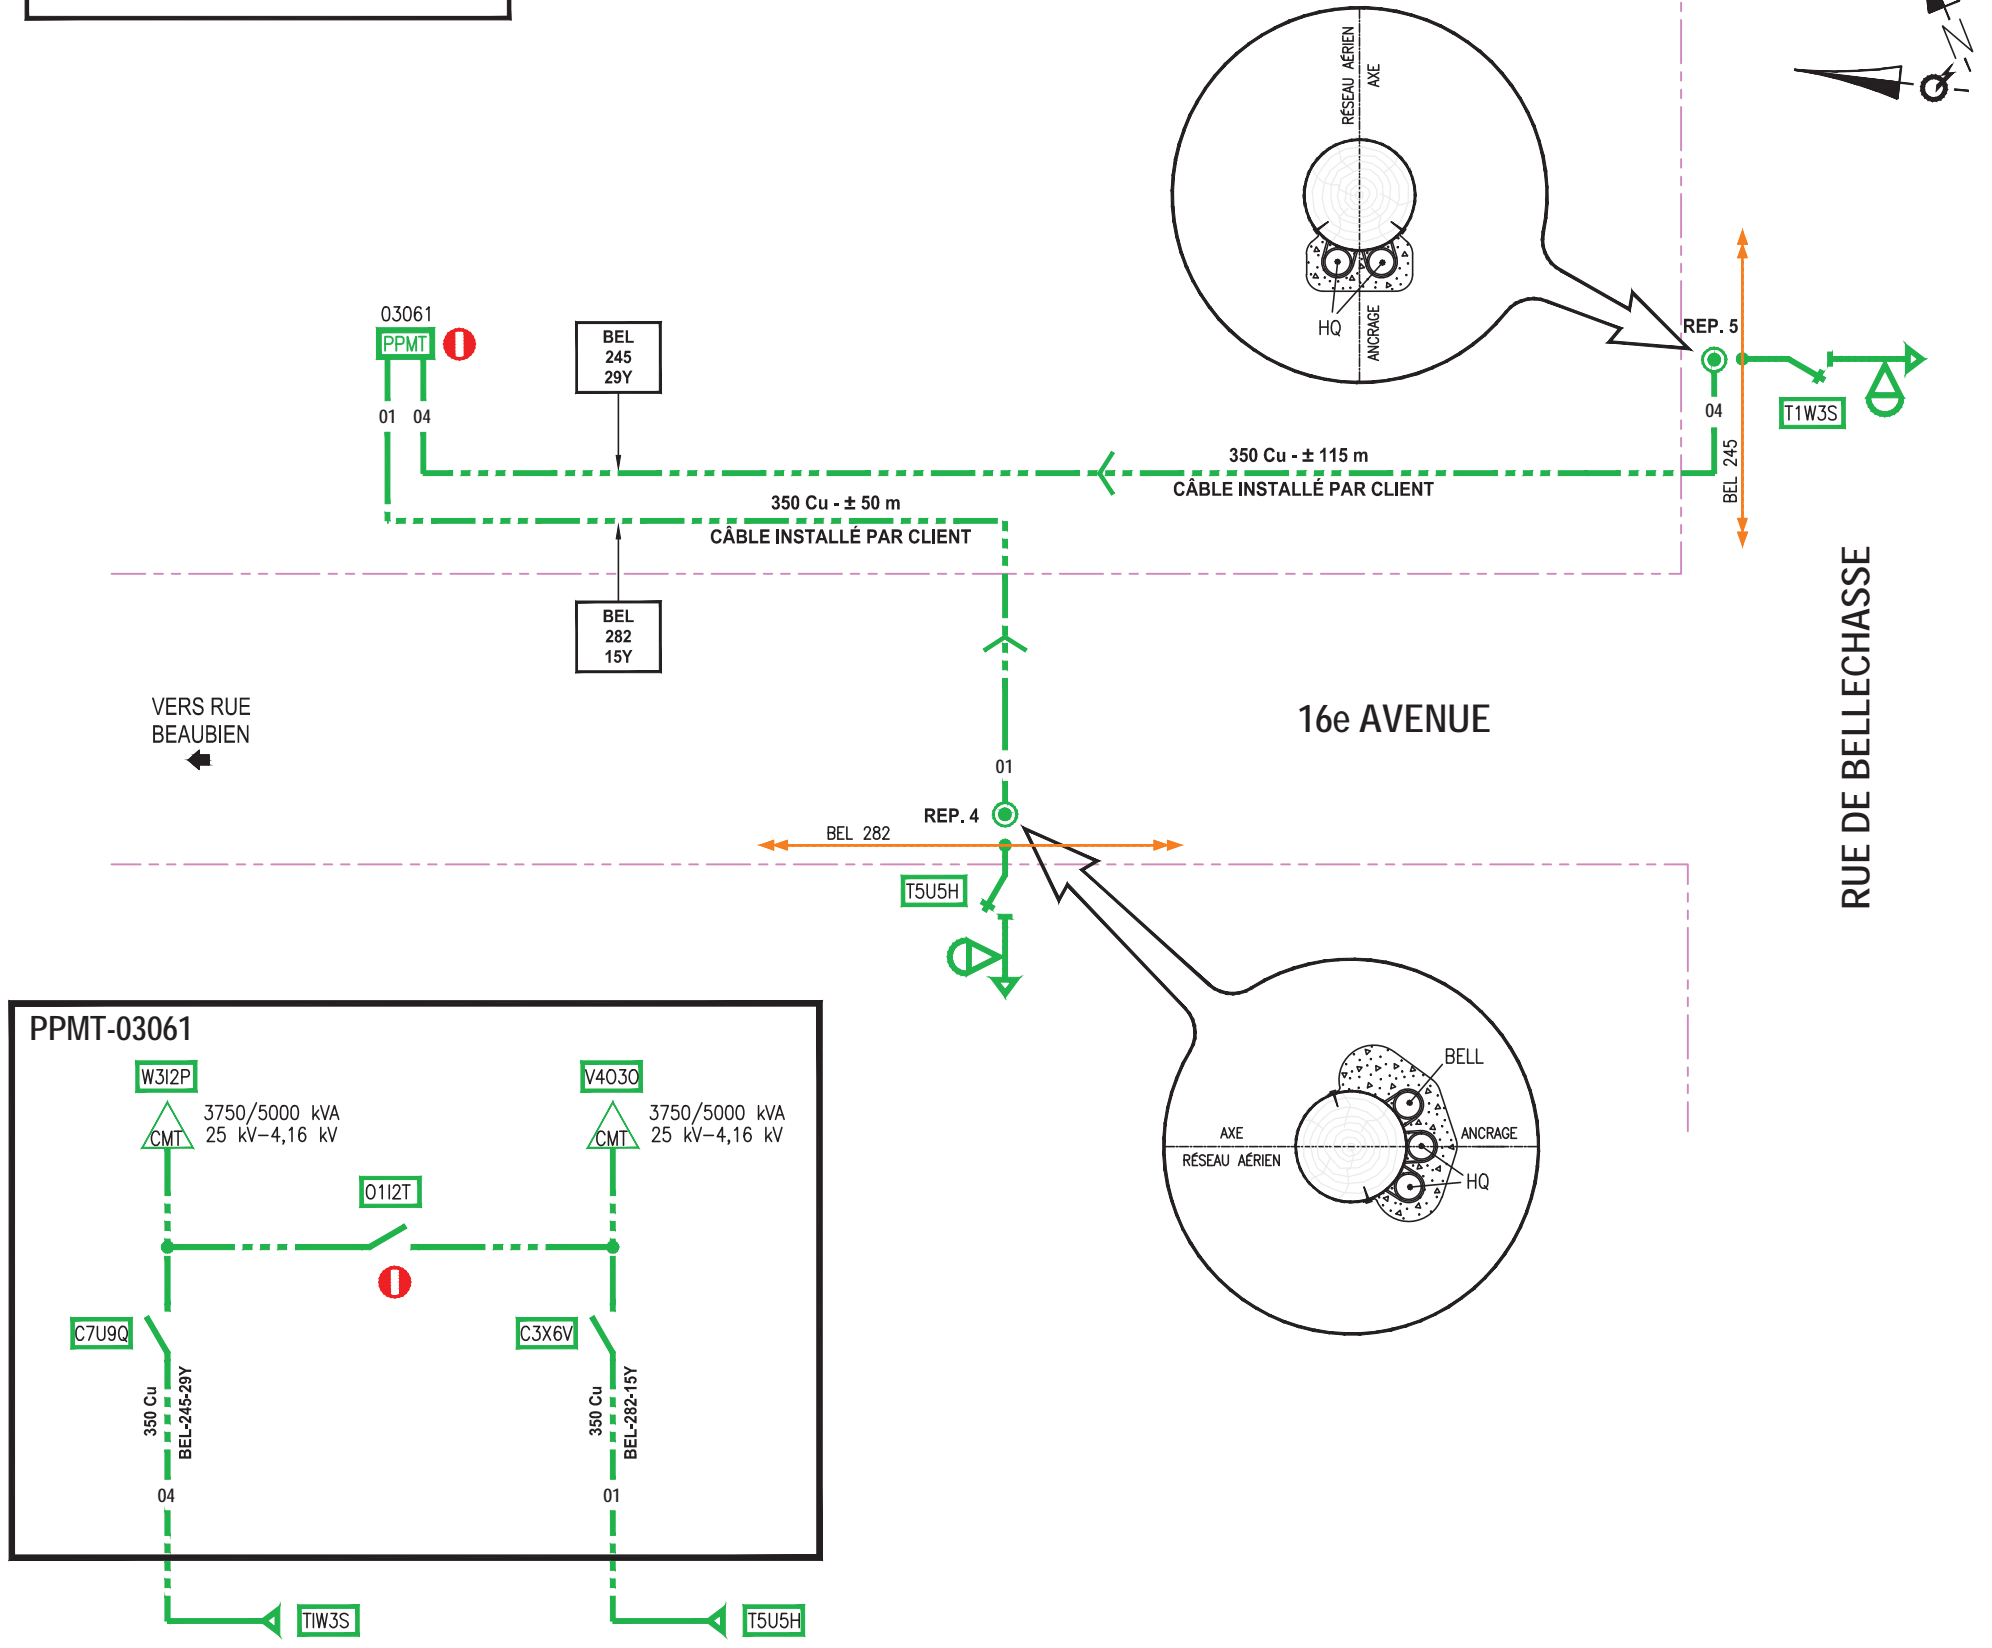 RÉSEAU AÉRIEN
AXE
HQ
ANCRAGE
N
03061
PPMT
01
04
BEL
245
29Y
REP. 5
T1W3S
04
BEL 245
350 Cu - ± 115 m
CÂBLE INSTALLÉ PAR CLIENT
350 Cu - ± 50 m
CÂBLE INSTALLÉ PAR CLIENT
BEL
282
15Y
VERS RUE
BEAUBIEN
16e AVENUE
RUE DE BELLECHASSE
01
REP. 4
BEL 282
T5U5H
BELL
AXE
ANCRAGE
RÉSEAU AÉRIEN
HQ
PPMT-03061
W3I2P
CMT
3750/5000 kVA
25 kV-4,16 kV
V4030
CMT
3750/5000 kVA
25 kV-4,16 kV
01I2T
C7U9Q
C3X6V
350 Cu
BEL-245-29Y
350 Cu
BEL-282-15Y
04
01
TIW3S
T5U5H